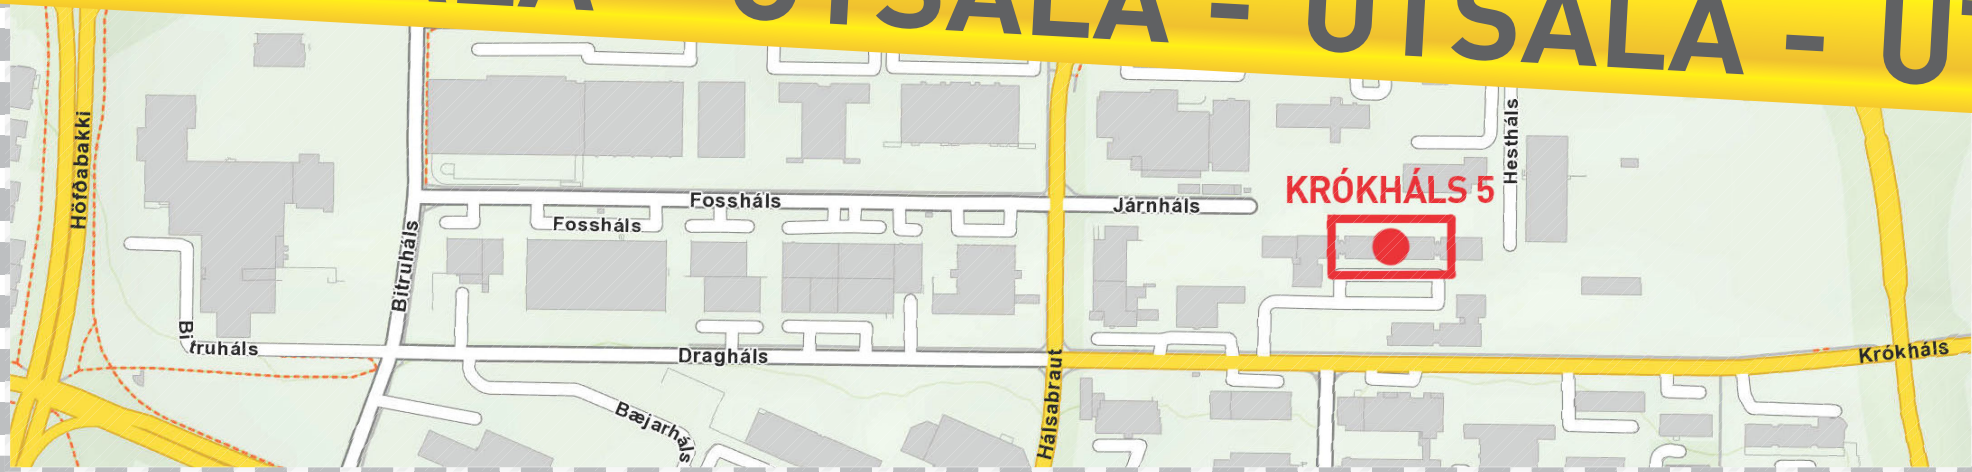 ÚTSALA - ÚTSALA -
Höfðabakki
Bitruháls
Fossháls
Fossháls
Járnháls
Hestháls
KRÓKHÁLS 5
Bitruháls
Dragháls
Hálsabraut
Krókháls
Bæjarháls